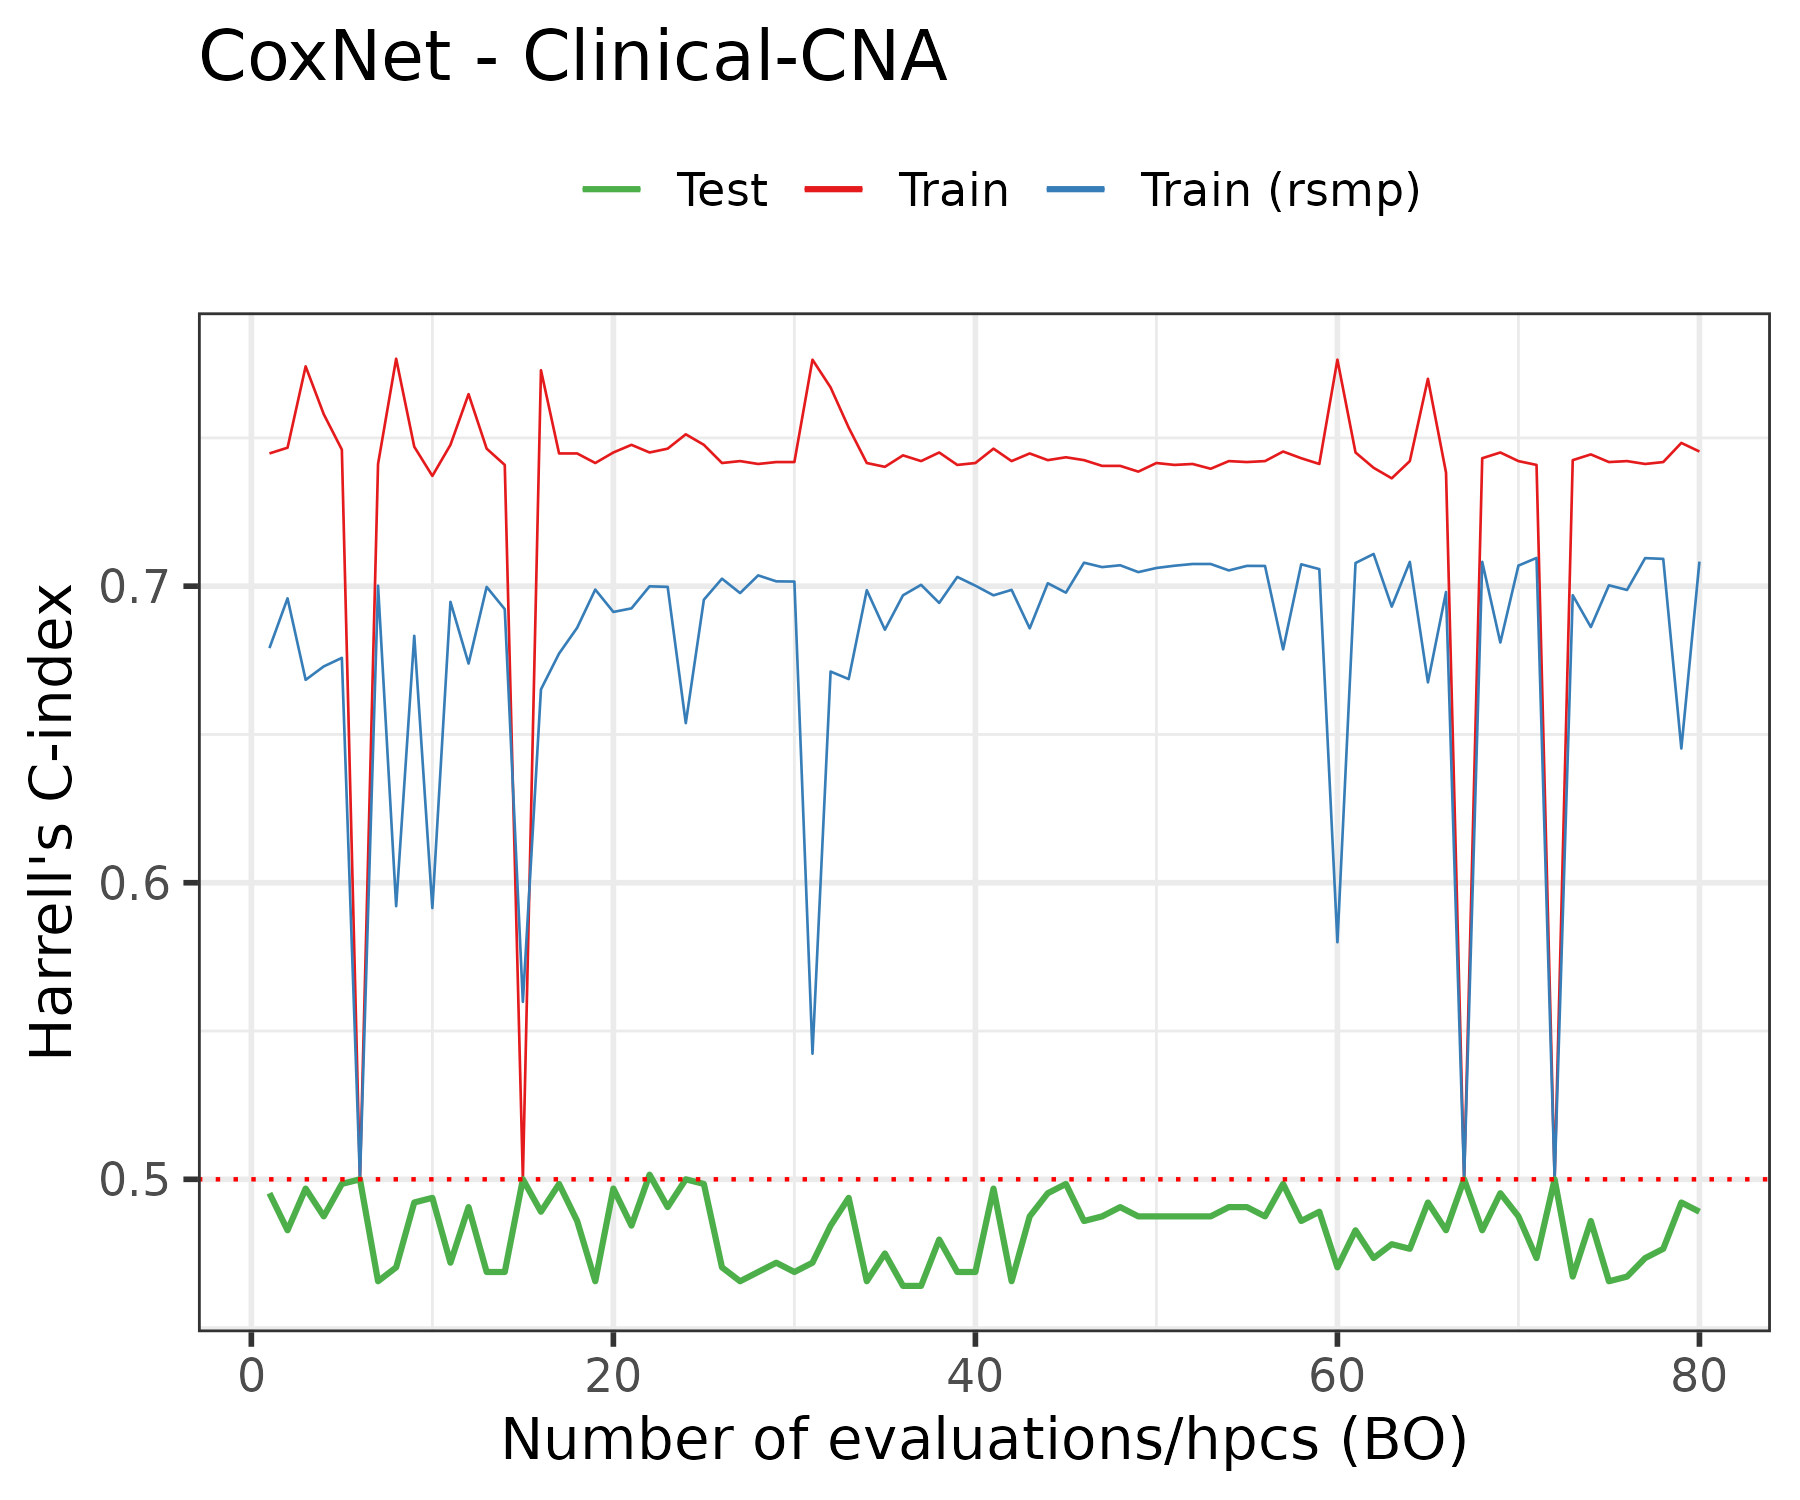 CoxNet - Clinical-CNA
Test Train Train (rsmp)
Harrell's C-index
0.7
0.6
0.5
0 20 40 60 80
Number of evaluations/hpcs (BO)